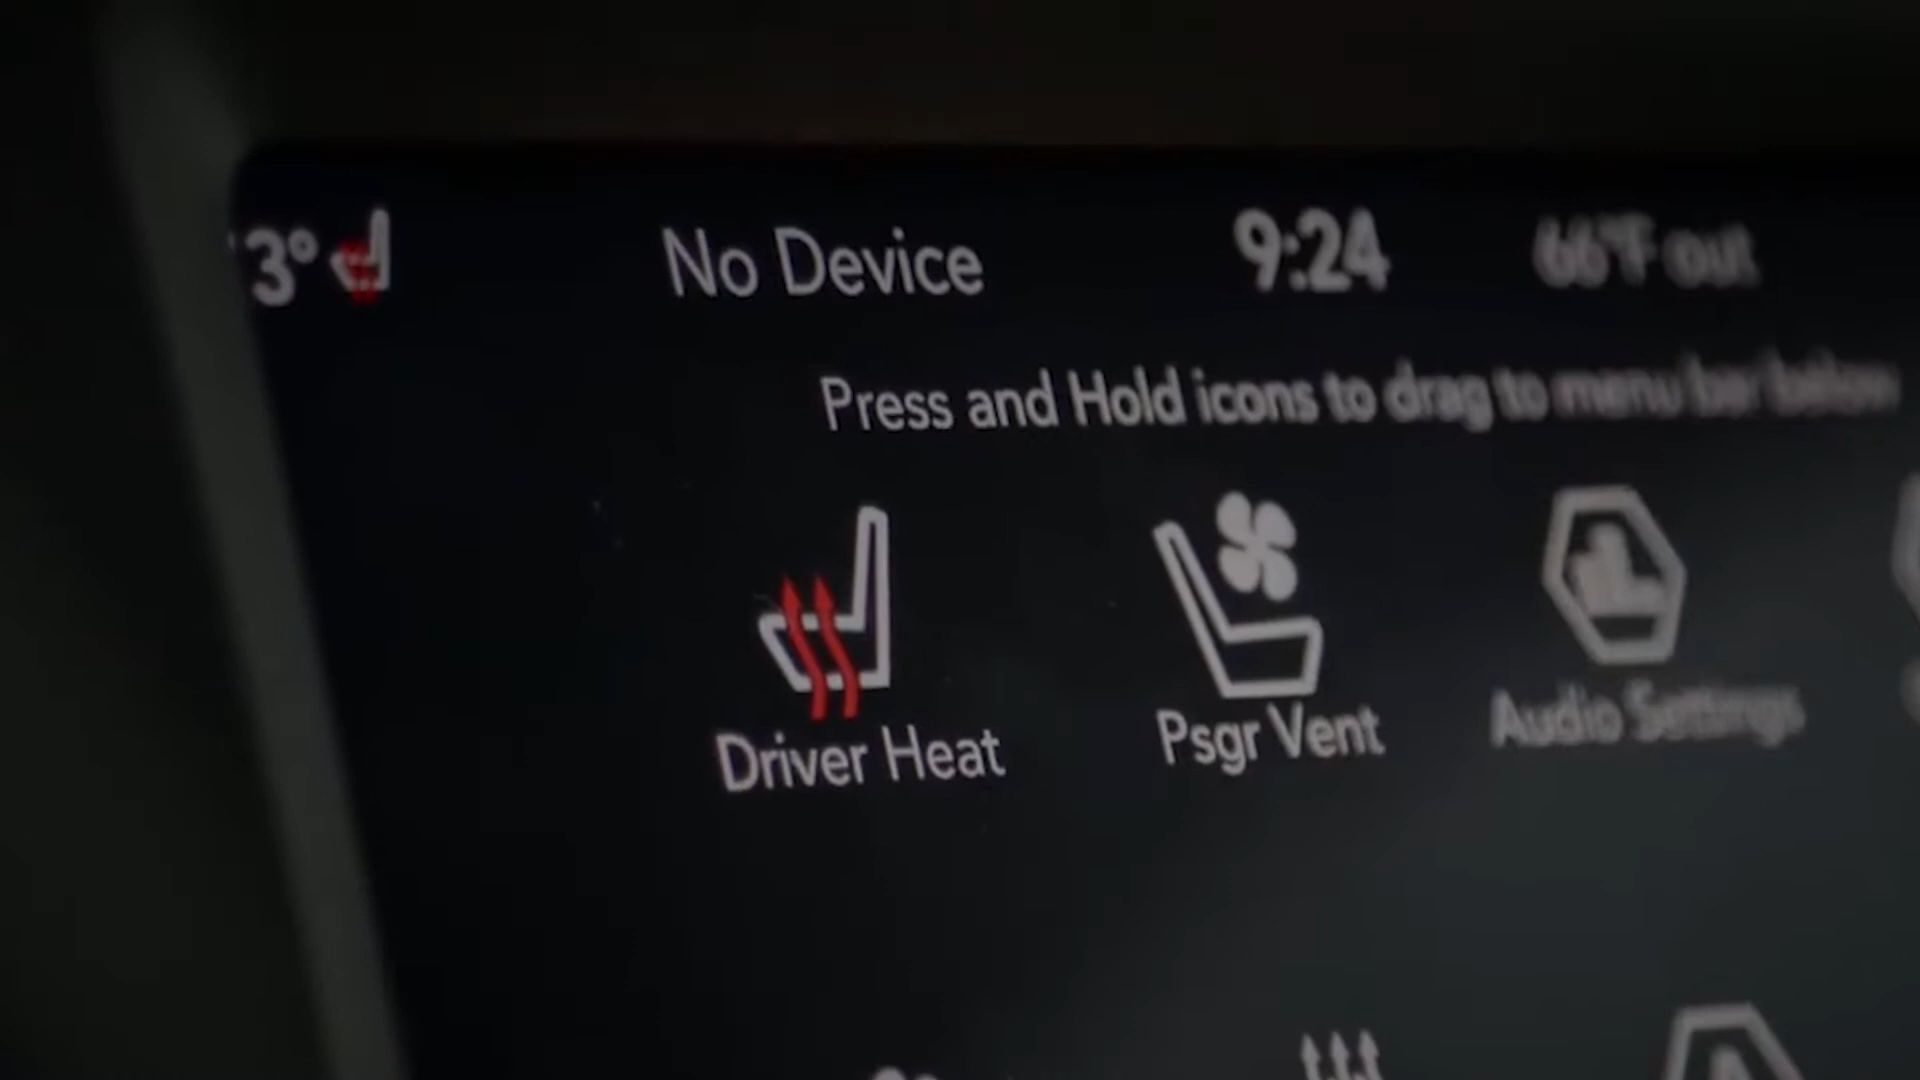 3° No Device 9:24 66°F out
Press and Hold icons to drag to menu bar below
Driver Heat Psgr Vent Audio Settings